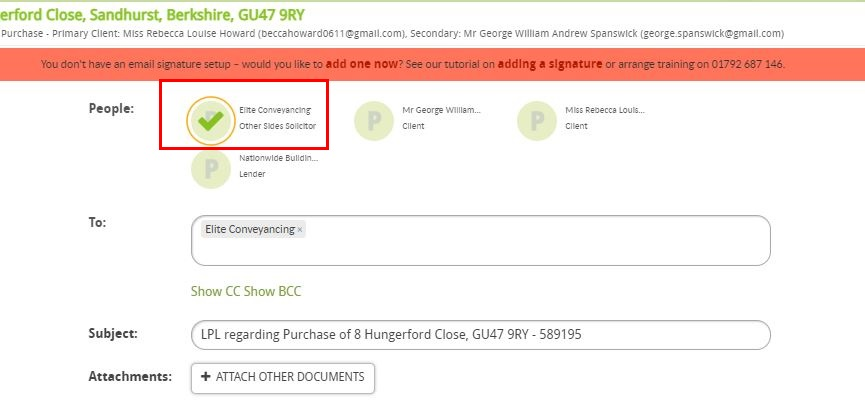 erford Close, Sandhurst, Berkshire, GU47 9RY
Purchase - Primary Client: Miss Rebecca Louise Howard (beccahoward0611@gmail.com), Secondary: Mr George William Andrew Spanswick (george.spanswick@gmail.com)
You don't have an email signature setup – would you like to add one now? See our tutorial on adding a signature or arrange training on 01792 687 146.
People:
P Elite Conveyancing
Other Sides Solicitor
P Mr George William...
Client
P Miss Rebecca Louis...
Client
P Nationwide Buildin...
Lender
To:
Elite Conveyancing ×
Show CC Show BCC
Subject: LPL regarding Purchase of 8 Hungerford Close, GU47 9RY - 589195
Attachments: + ATTACH OTHER DOCUMENTS